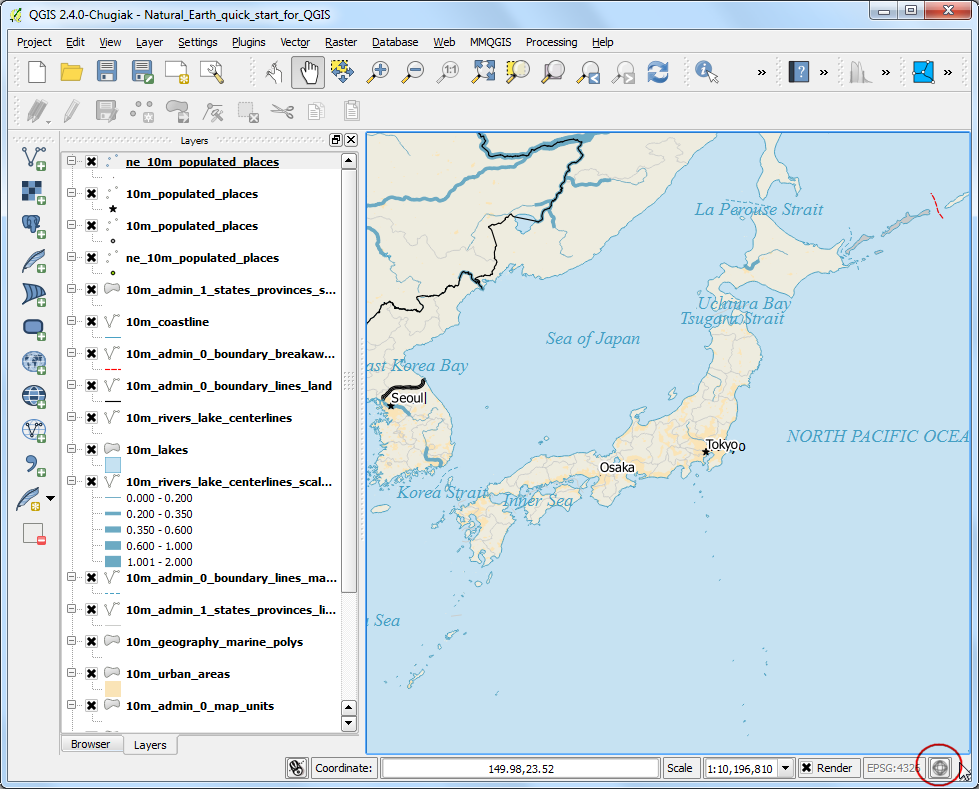 QGIS 2.4.0-Chugiak - Natural_Earth_quick_start_for_QGIS
Project Edit View Layer Settings Plugins Vector Raster Database Web MMQGIS Processing Help
Layers
ne_10m_populated_places
10m_populated_places
10m_populated_places
ne_10m_populated_places
10m_admin_1_states_provinces_s...
10m_coastline
10m_admin_0_boundary_breakaw...
10m_admin_0_boundary_lines_land
10m_rivers_lake_centerlines
10m_lakes
10m_rivers_lake_centerlines_scal...
0.000 - 0.200
0.200 - 0.350
0.350 - 0.600
0.600 - 1.000
1.001 - 2.000
10m_admin_0_boundary_lines_ma...
10m_admin_1_states_provinces_li...
10m_geography_marine_polys
10m_urban_areas
10m_admin_0_map_units
Browser Layers
La Perouse Strait
Uchiura Bay
Tsugaru Strait
Sea of Japan
ast Korea Bay
Seoul
NORTH PACIFIC OCEA
Tokyo
Osaka
Korea Strait
Inner Sea
Sea
Coordinate: 149.98,23.52 Scale 1:10,196,810 Render EPSG:4326